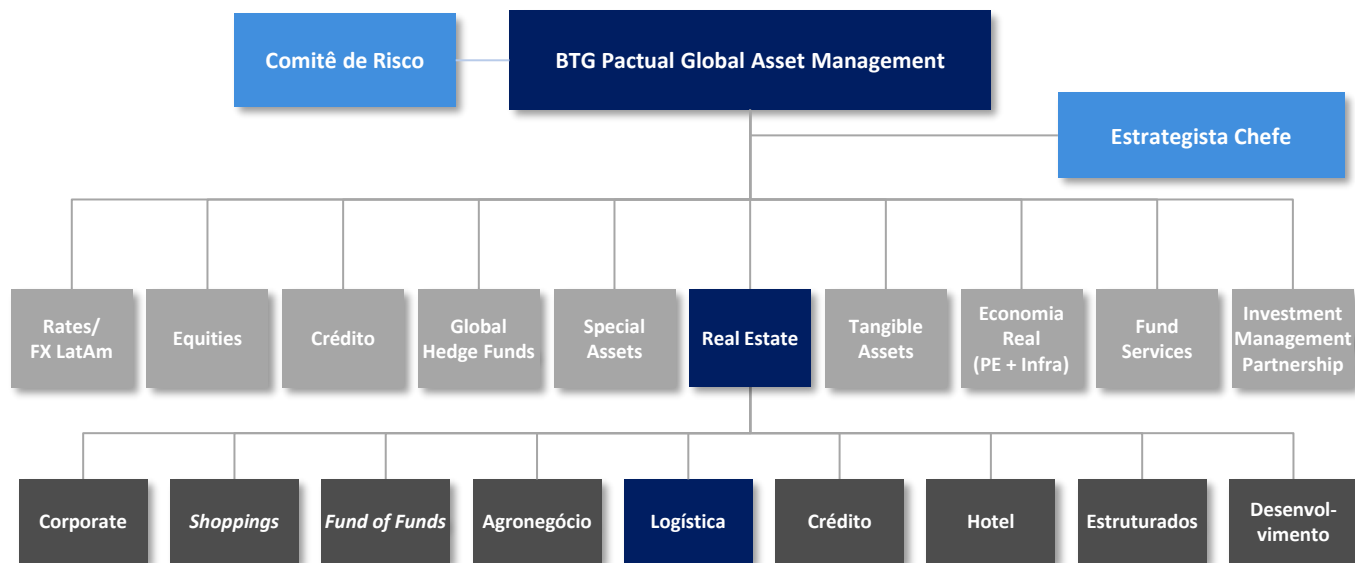 Comitê de Risco
BTG Pactual Global Asset Management
Estrategista Chefe
Rates/
FX LatAm
Equities
Crédito
Global
Hedge Funds
Special
Assets
Real Estate
Tangible
Assets
Economia
Real
(PE + Infra)
Fund
Services
Investment
Management
Partnership
Corporate
Shoppings
Fund of Funds
Agronegócio
Logística
Crédito
Hotel
Estruturados
Desenvol-
vimento